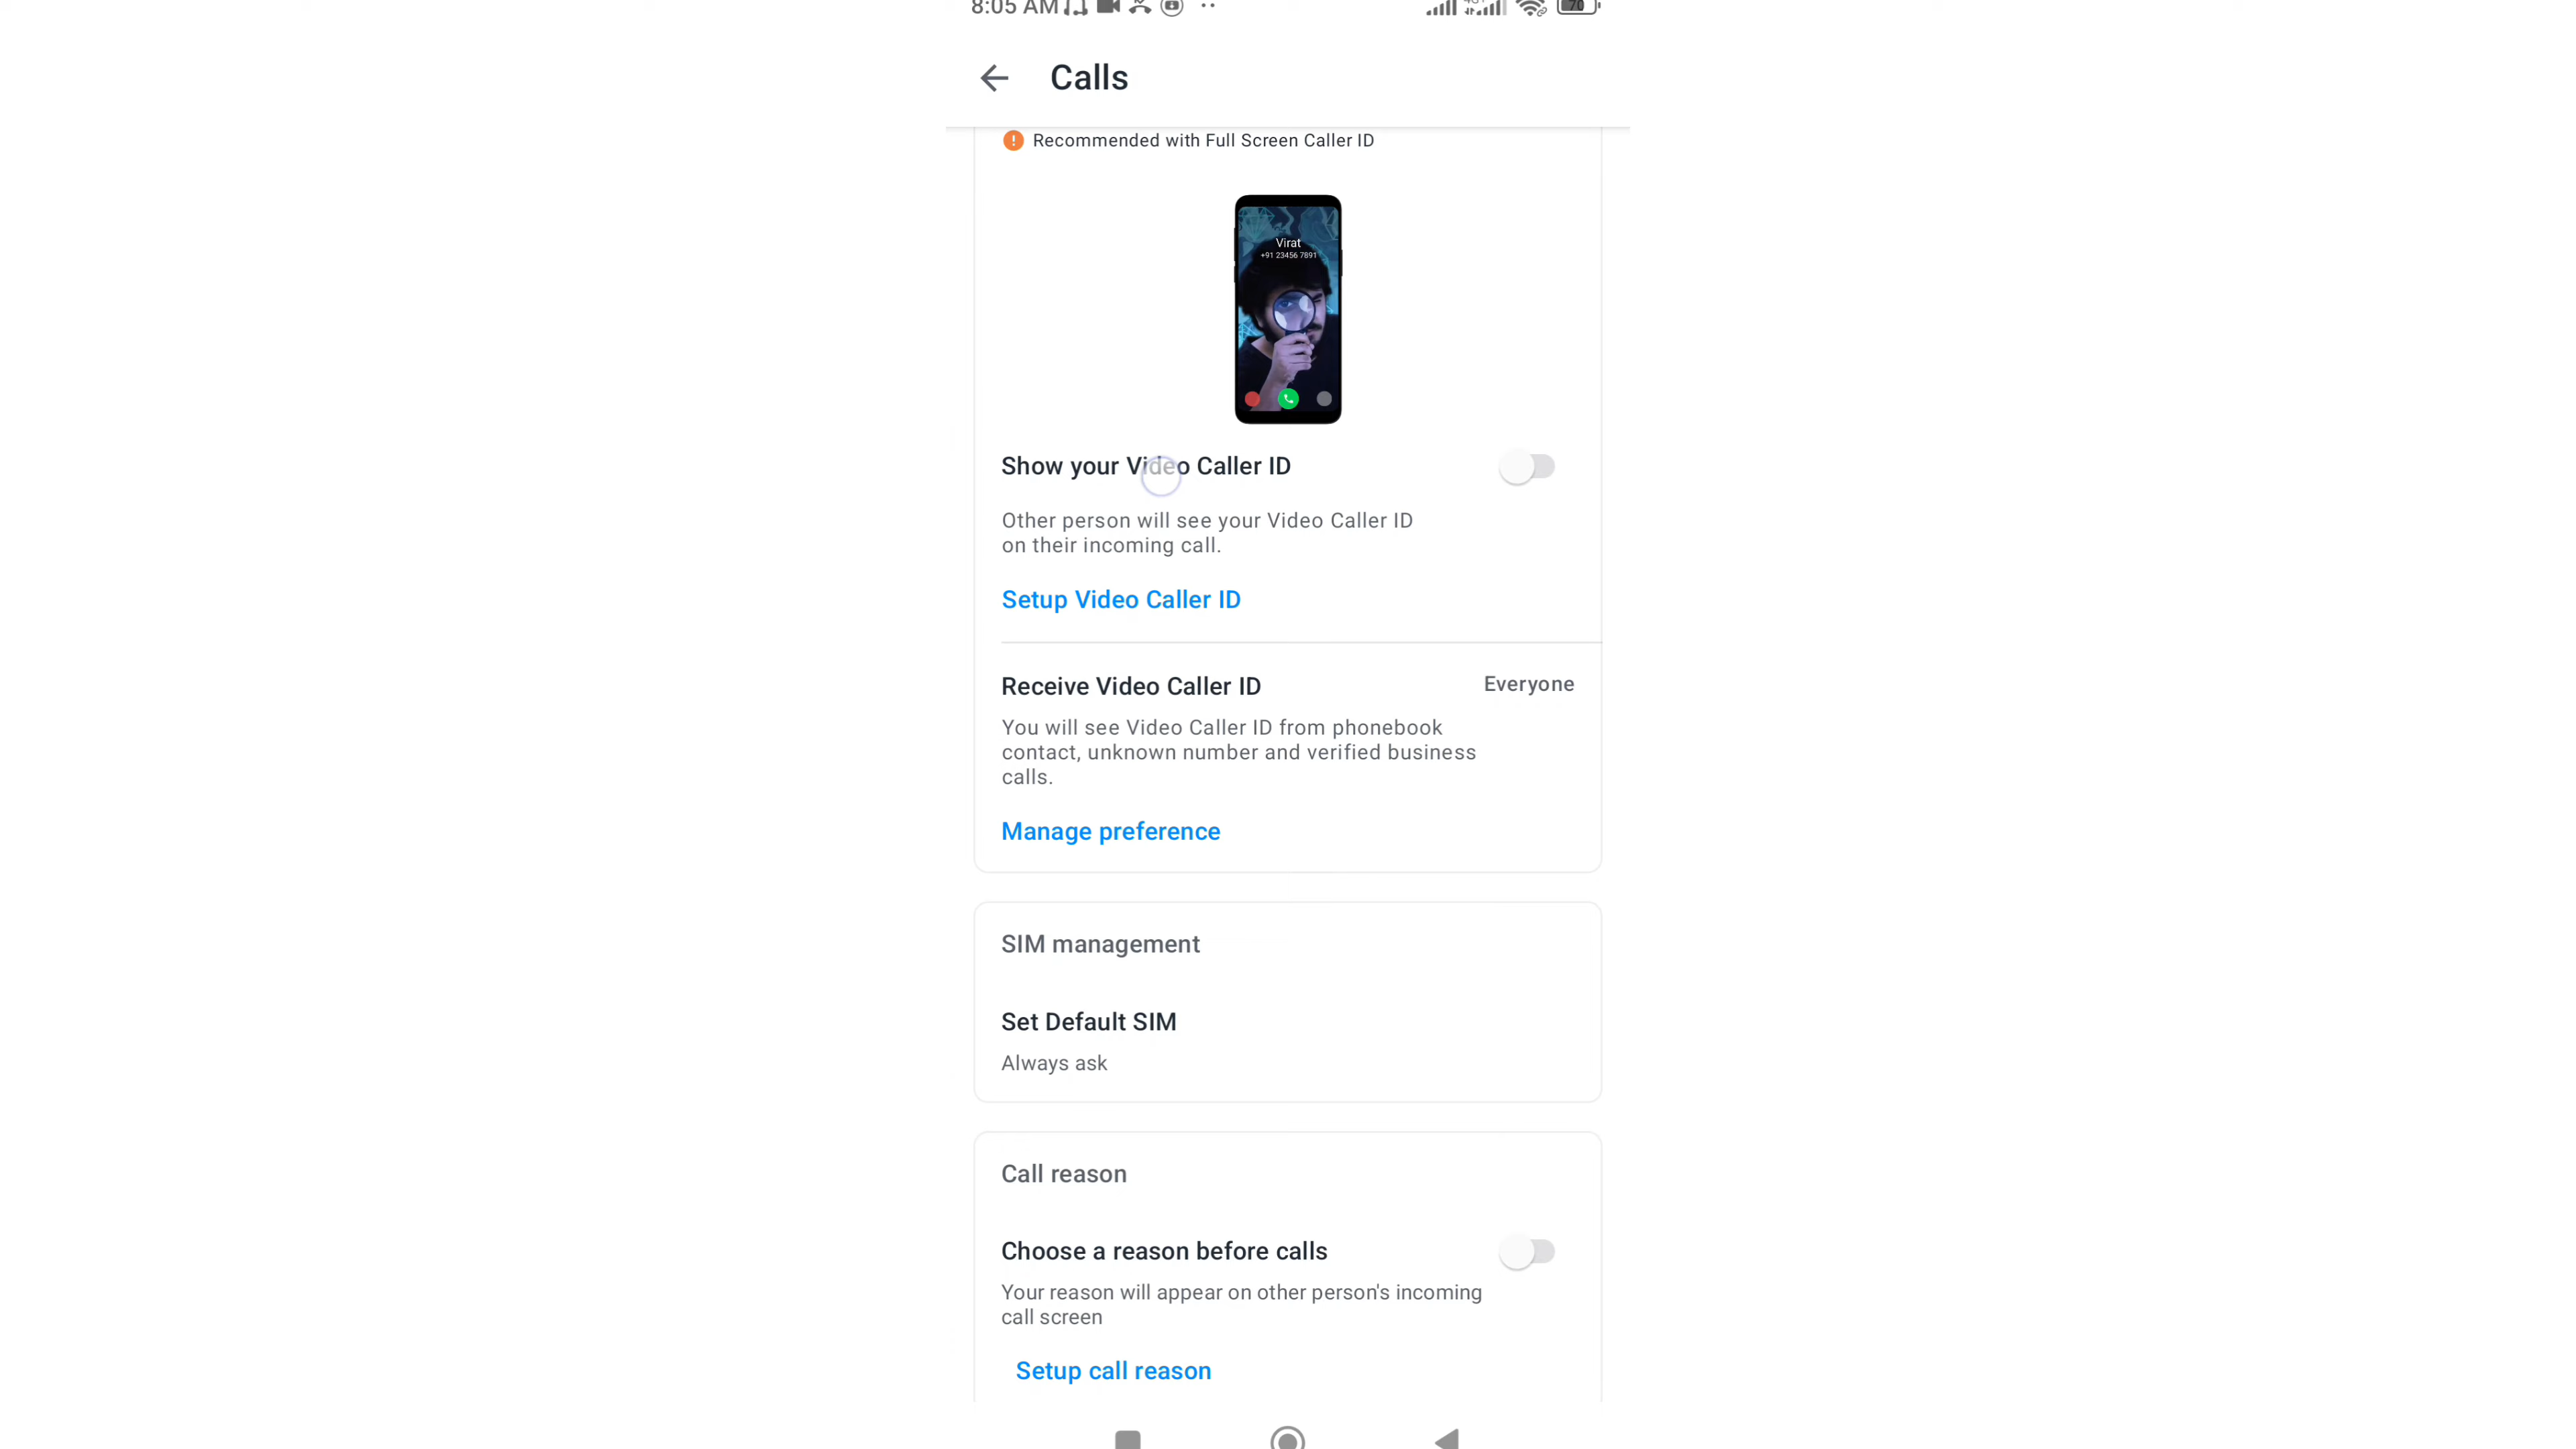 8:05 AM
70
Calls
Recommended with Full Screen Caller ID
Virat
+91 23456 7891
Show your Video Caller ID
Other person will see your Video Caller ID
on their incoming call.
Setup Video Caller ID
Receive Video Caller ID
Everyone
You will see Video Caller ID from phonebook
contact, unknown number and verified business
calls.
Manage preference
SIM management
Set Default SIM
Always ask
Call reason
Choose a reason before calls
Your reason will appear on other person's incoming
call screen
Setup call reason